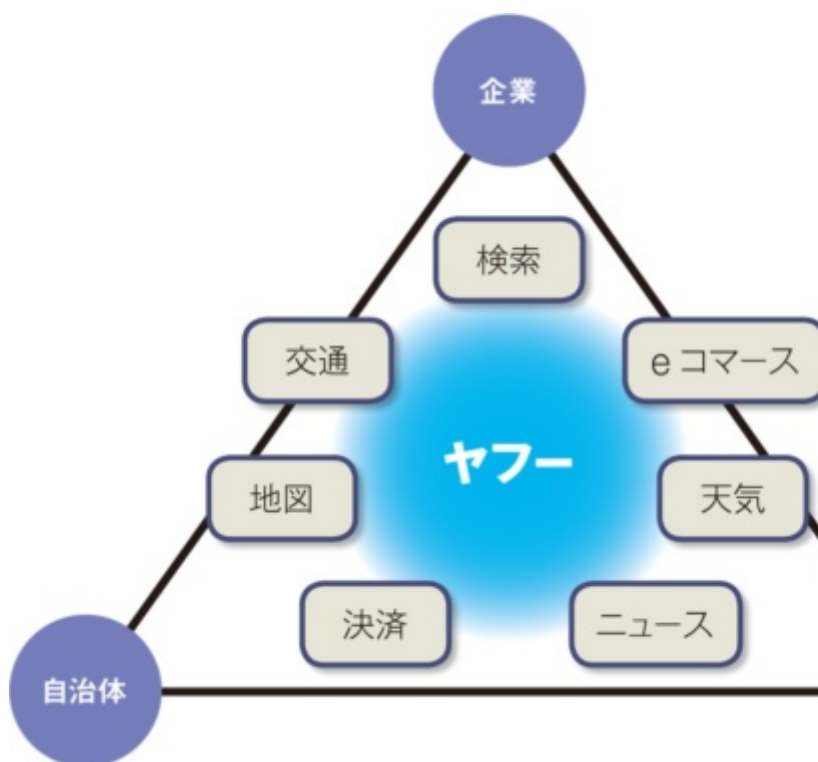 企業
検索
交通
eコマース
ヤフー
地図
天気
決済
ニュース
自治体